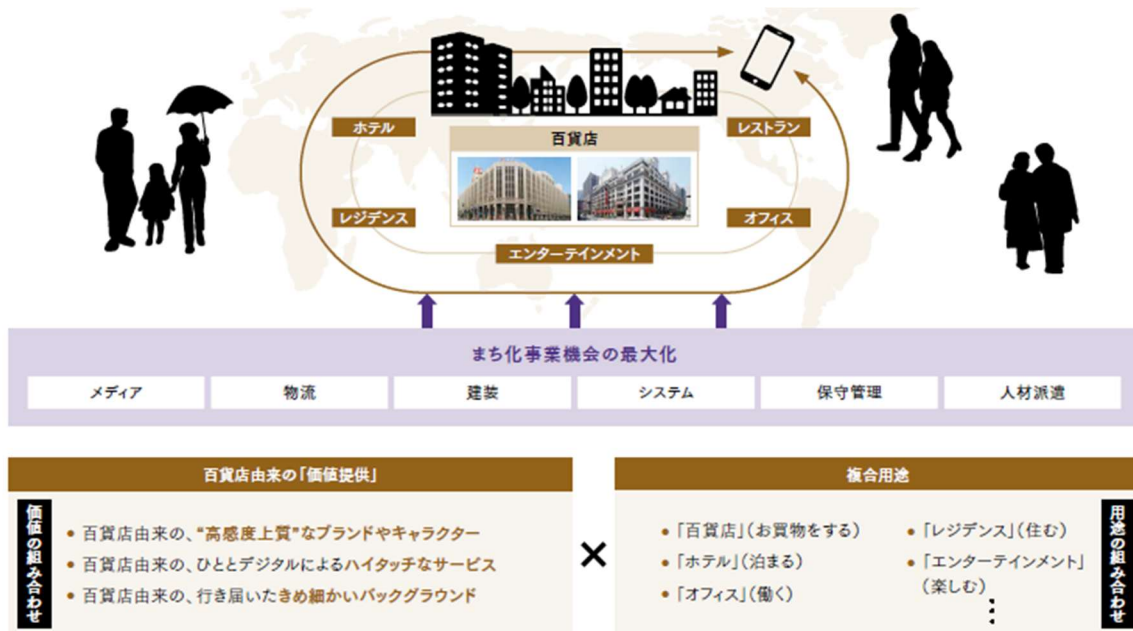 ホテル
レストラン
百貨店
レジデンス
オフィス
エンターテインメント
まち化事業機会の最大化
メディア
物流
建装
システム
保守管理
人材派遣
百貨店由来の「価値提供」
価値の組み合わせ
• 百貨店由来の、“高感度上質”なブランドやキャラクター
• 百貨店由来の、ひととデジタルによるハイタッチなサービス
• 百貨店由来の、行き届いたきめ細かいバックグラウンド
×
複合用途
• 「百貨店」（お買物をする）
• 「ホテル」（泊まる）
• 「オフィス」（働く）
• 「レジデンス」（住む）
• 「エンターテインメント」
（楽しむ）
⋮
用途の組み合わせ